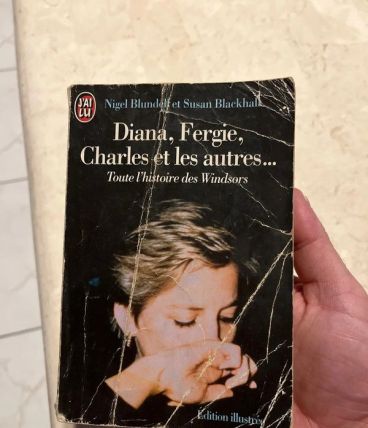 J'AI
LU
Nigel Blundell et Susan Blackhall
Diana, Fergie,
Charles et les autres...
Toute l'histoire des Windsors
Édition illustrée